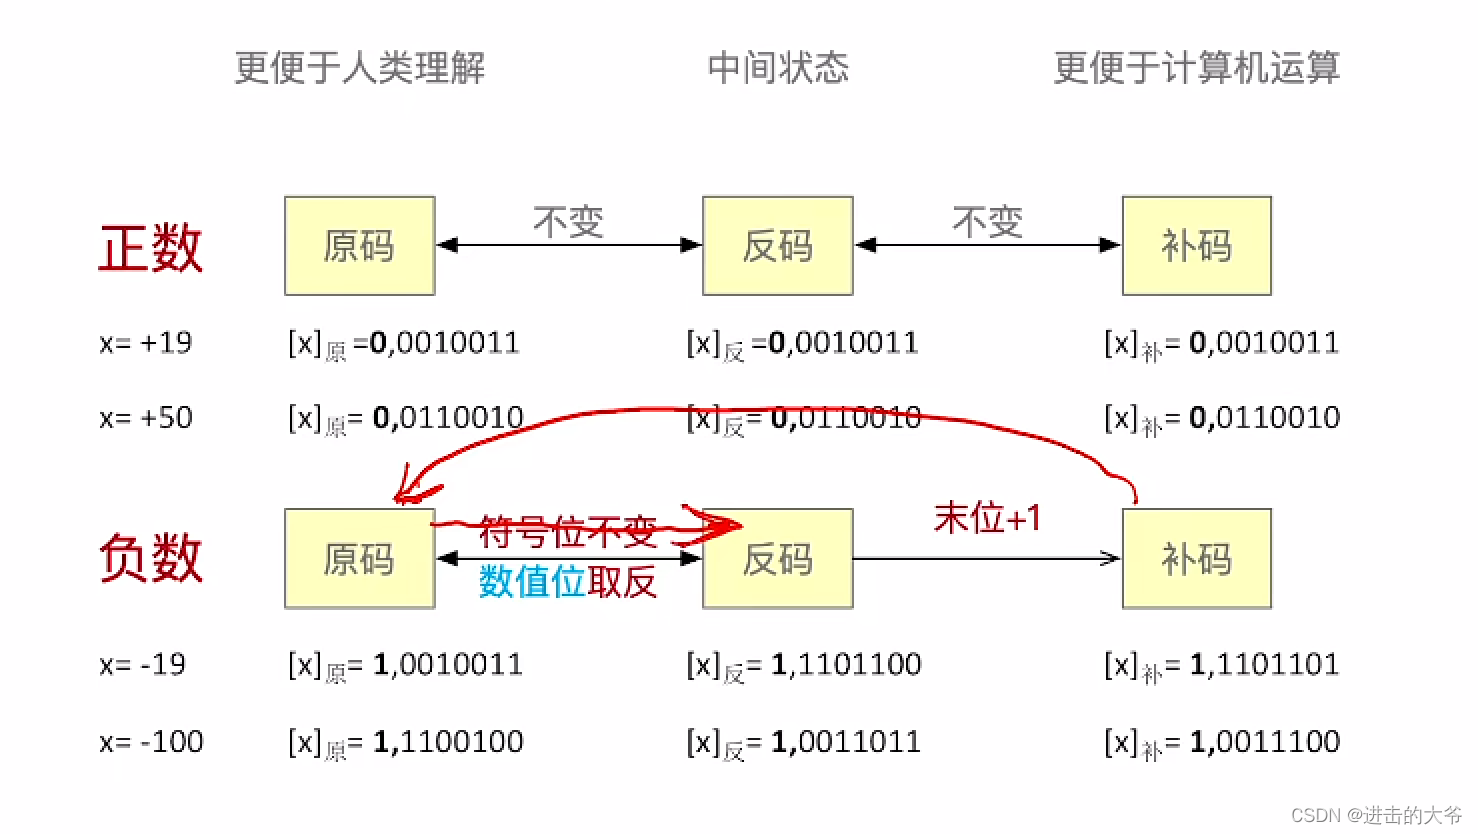 更便于人类理解 中间状态 更便于计算机运算
正数 原码 不变 反码 不变 补码
x= +19 [x]原 =0,0010011 [x]反 =0,0010011 [x]补= 0,0010011
x= +50 [x]原= 0,0110010 [x]反= 0,0110010 [x]补= 0,0110010
符号位不变 末位+1
负数 原码 反码 补码
数值位取反
x= -19 [x]原= 1,0010011 [x]反= 1,1101100 [x]补= 1,1101101
x= -100 [x]原= 1,1100100 [x]反= 1,0011011 [x]补= 1,0011100
CSDN @进击的大爷